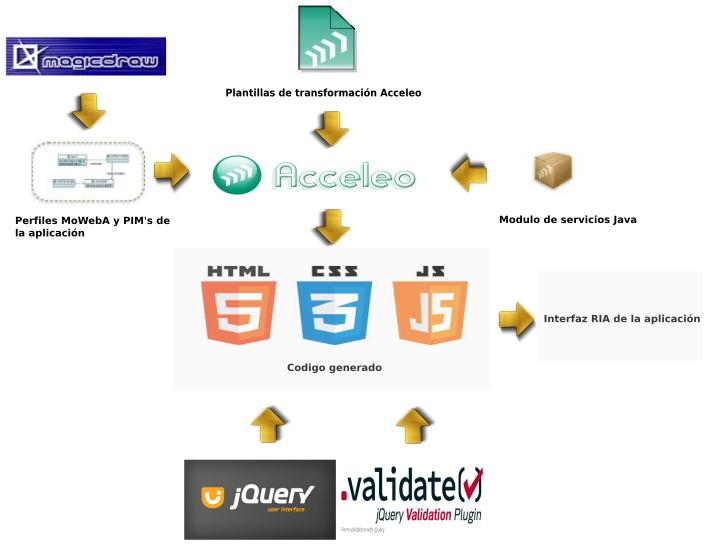 magicdraw
Plantillas de transformación Acceleo
Acceleo
Perfiles MoWebA y PIM's de
la aplicación
Modulo de servicios Java
HTML CSS JS
5 3 JS
Codigo generado
Interfaz RIA de la aplicación
jQuery
user interface
.validate()
jQuery Validation Plugin
Form validation with jQuery